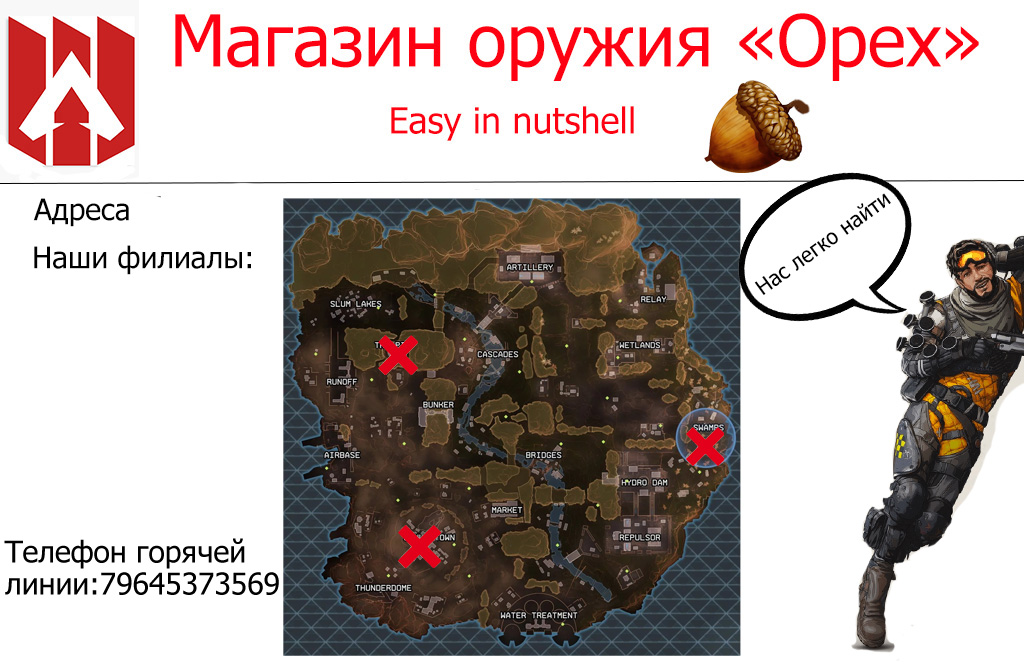 Магазин оружия «Орех»
Easy in nutshell
Адреса
Наши филиалы:
Нас легко найти
ARTILLERY
RELAY
SLUM LAKES
CASCADES
WETLANDS
RUNOFF
BUNKER
SWAMPS
AIRBASE
BRIDGES
HYDRO DAM
MARKET
REPULSOR
THUNDERDOME
WATER TREATMENT
Телефон горячей
линии:79645373569